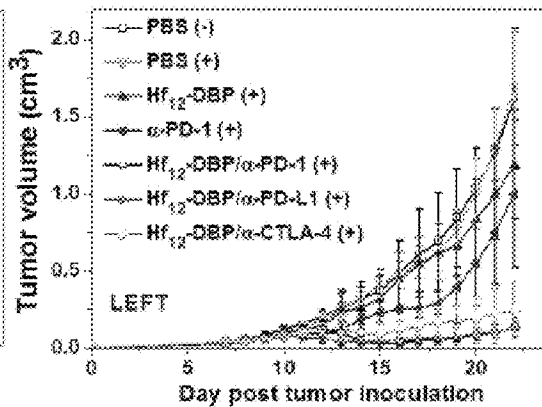 Tumor volume (cm³)
2.0
1.5
1.0
0.5
0.0
PBS (-)
PBS (+)
Hf₁₂-DBP (+)
α-PD-1 (+)
Hf₁₂-DBP/α-PD-1 (+)
Hf₁₂-DBP/α-PD-L1 (+)
Hf₁₂-DBP/α-CTLA-4 (+)
LEFT
0 5 10 15 20
Day post tumor inoculation